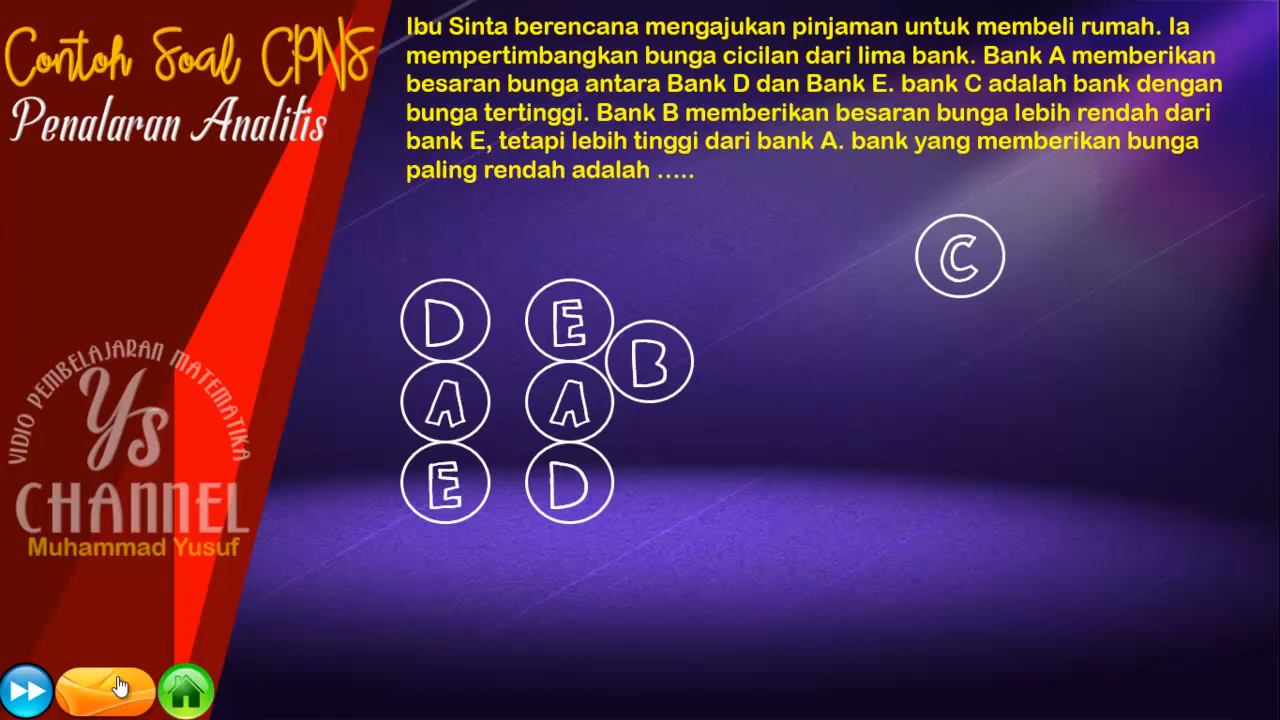 Contoh Soal CPNS
Penalaran Analitis
Ibu Sinta berencana mengajukan pinjaman untuk membeli rumah. Ia
mempertimbangkan bunga cicilan dari lima bank. Bank A memberikan
besaran bunga antara Bank D dan Bank E. bank C adalah bank dengan
bunga tertinggi. Bank B memberikan besaran bunga lebih rendah dari
bank E, tetapi lebih tinggi dari bank A. bank yang memberikan bunga
paling rendah adalah .....
C
D E
B
A A
E D
VIDIO PEMBELAJARAN MATEMATIKA
Ys
CHANNEL
Muhammad Yusuf